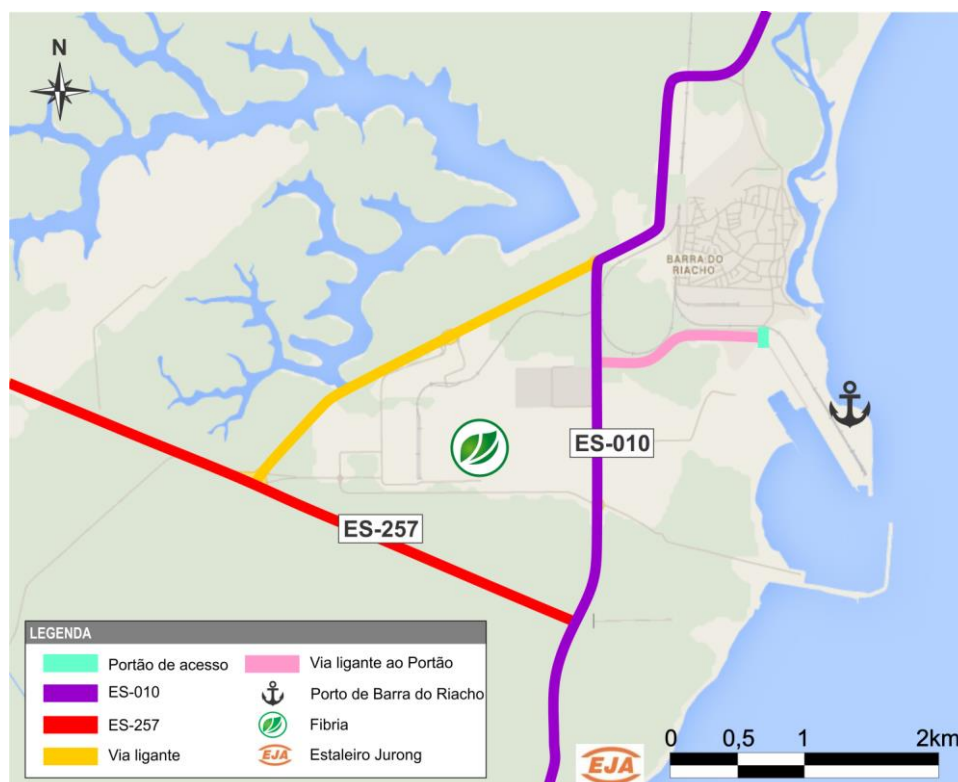 N
BARRA DO
RIACHO
ES-010
ES-257
LEGENDA
Portão de acesso
ES-010
ES-257
Via ligante
Via ligante ao Portão
Porto de Barra do Riacho
Fibria
EJA Estaleiro Jurong
EJA
0 0,5 1 2km